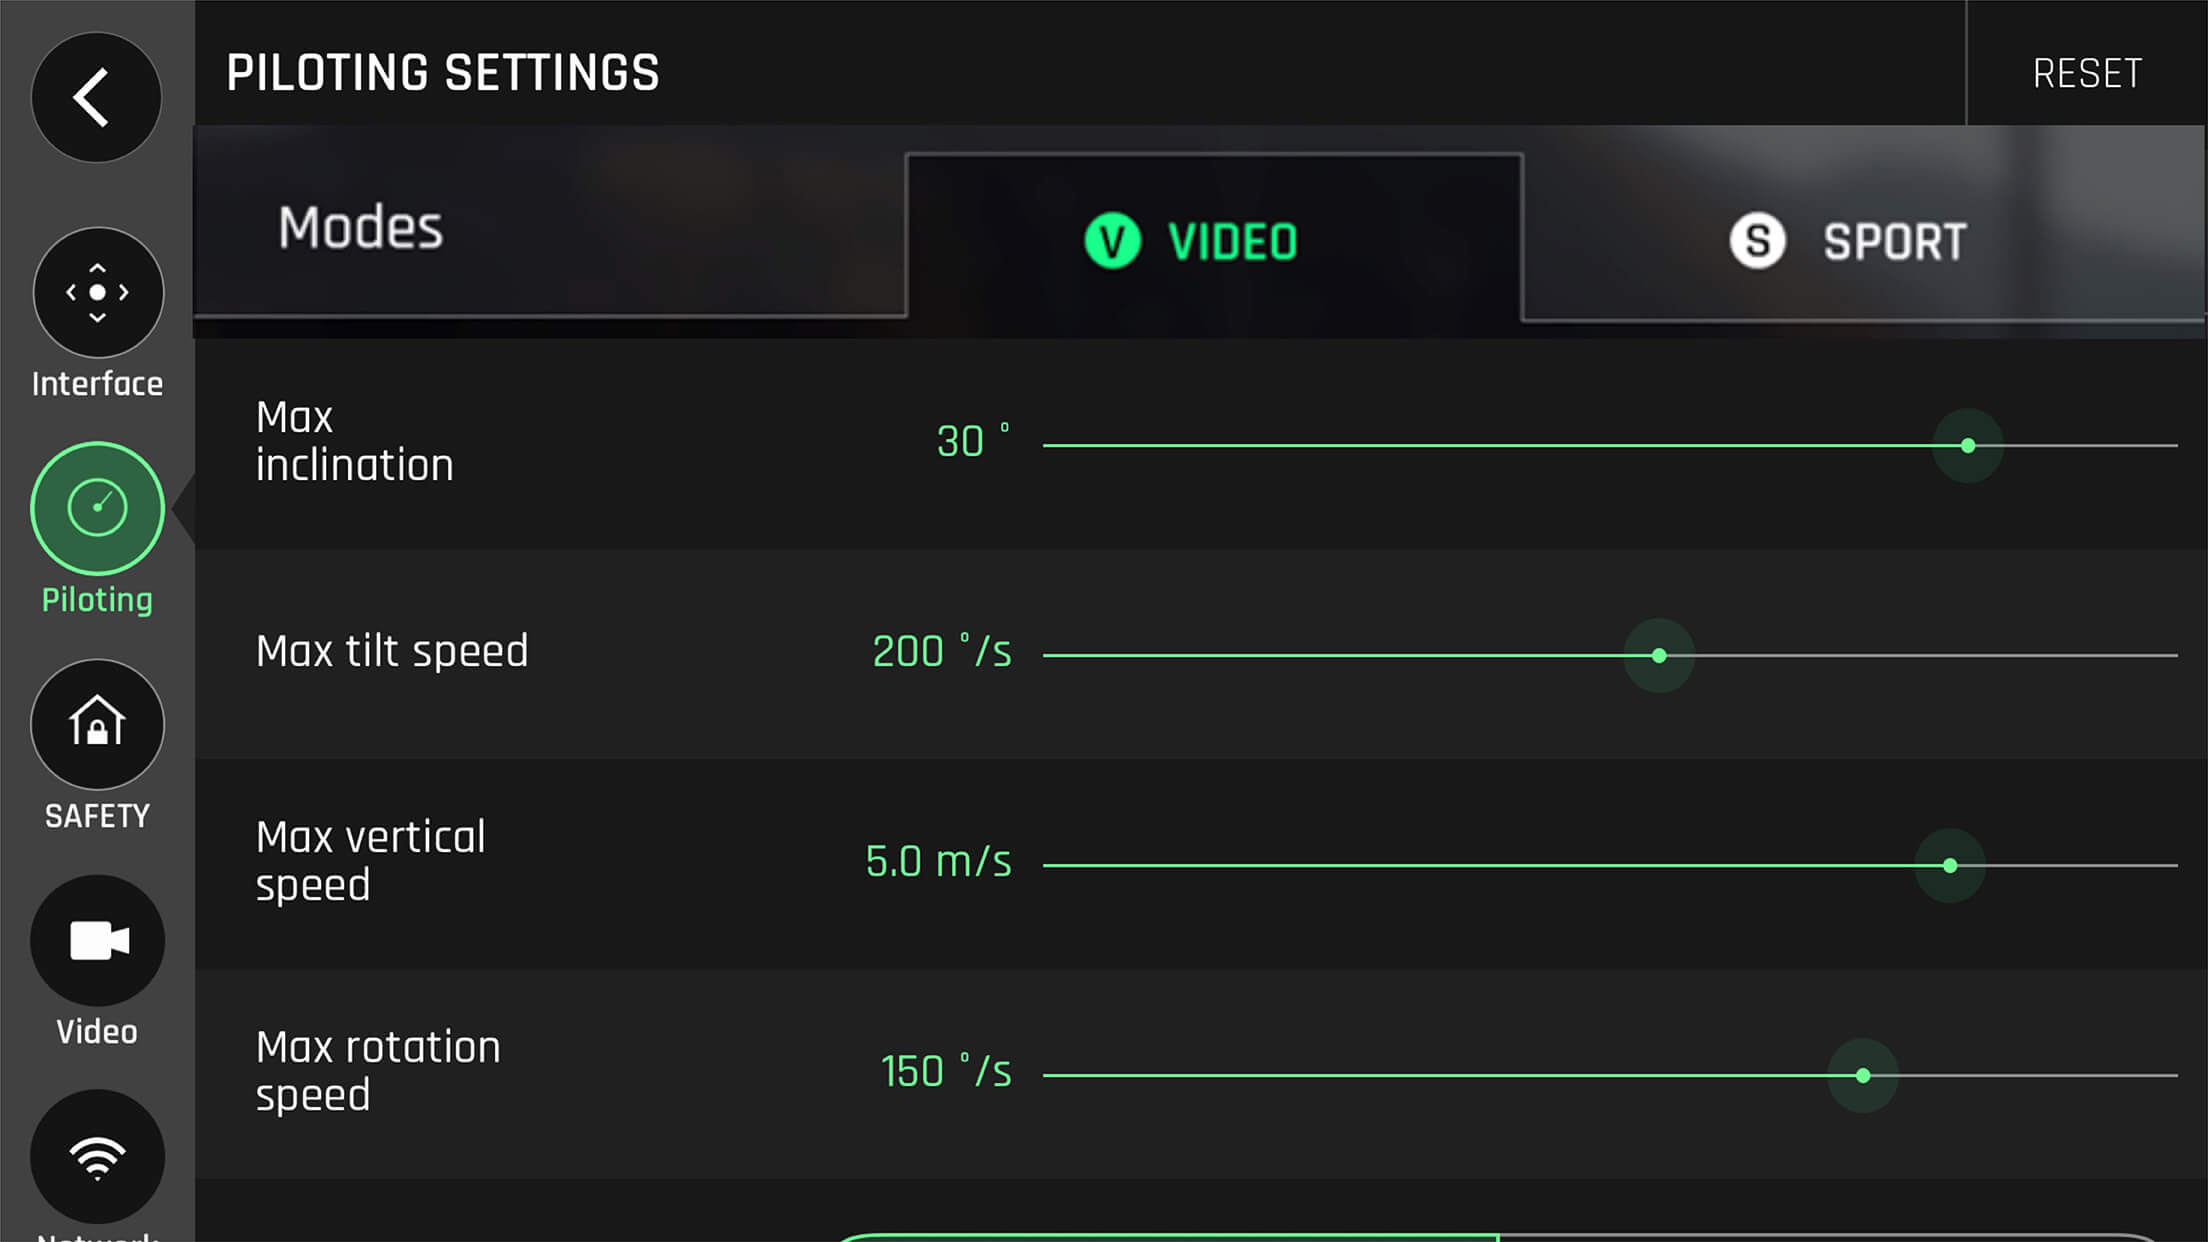 PILOTING SETTINGS
RESET
Modes
V VIDEO
S SPORT
Interface
Piloting
SAFETY
Video
Max
inclination
30 °
Max tilt speed
200 °/s
Max vertical
speed
5.0 m/s
Max rotation
speed
150 °/s